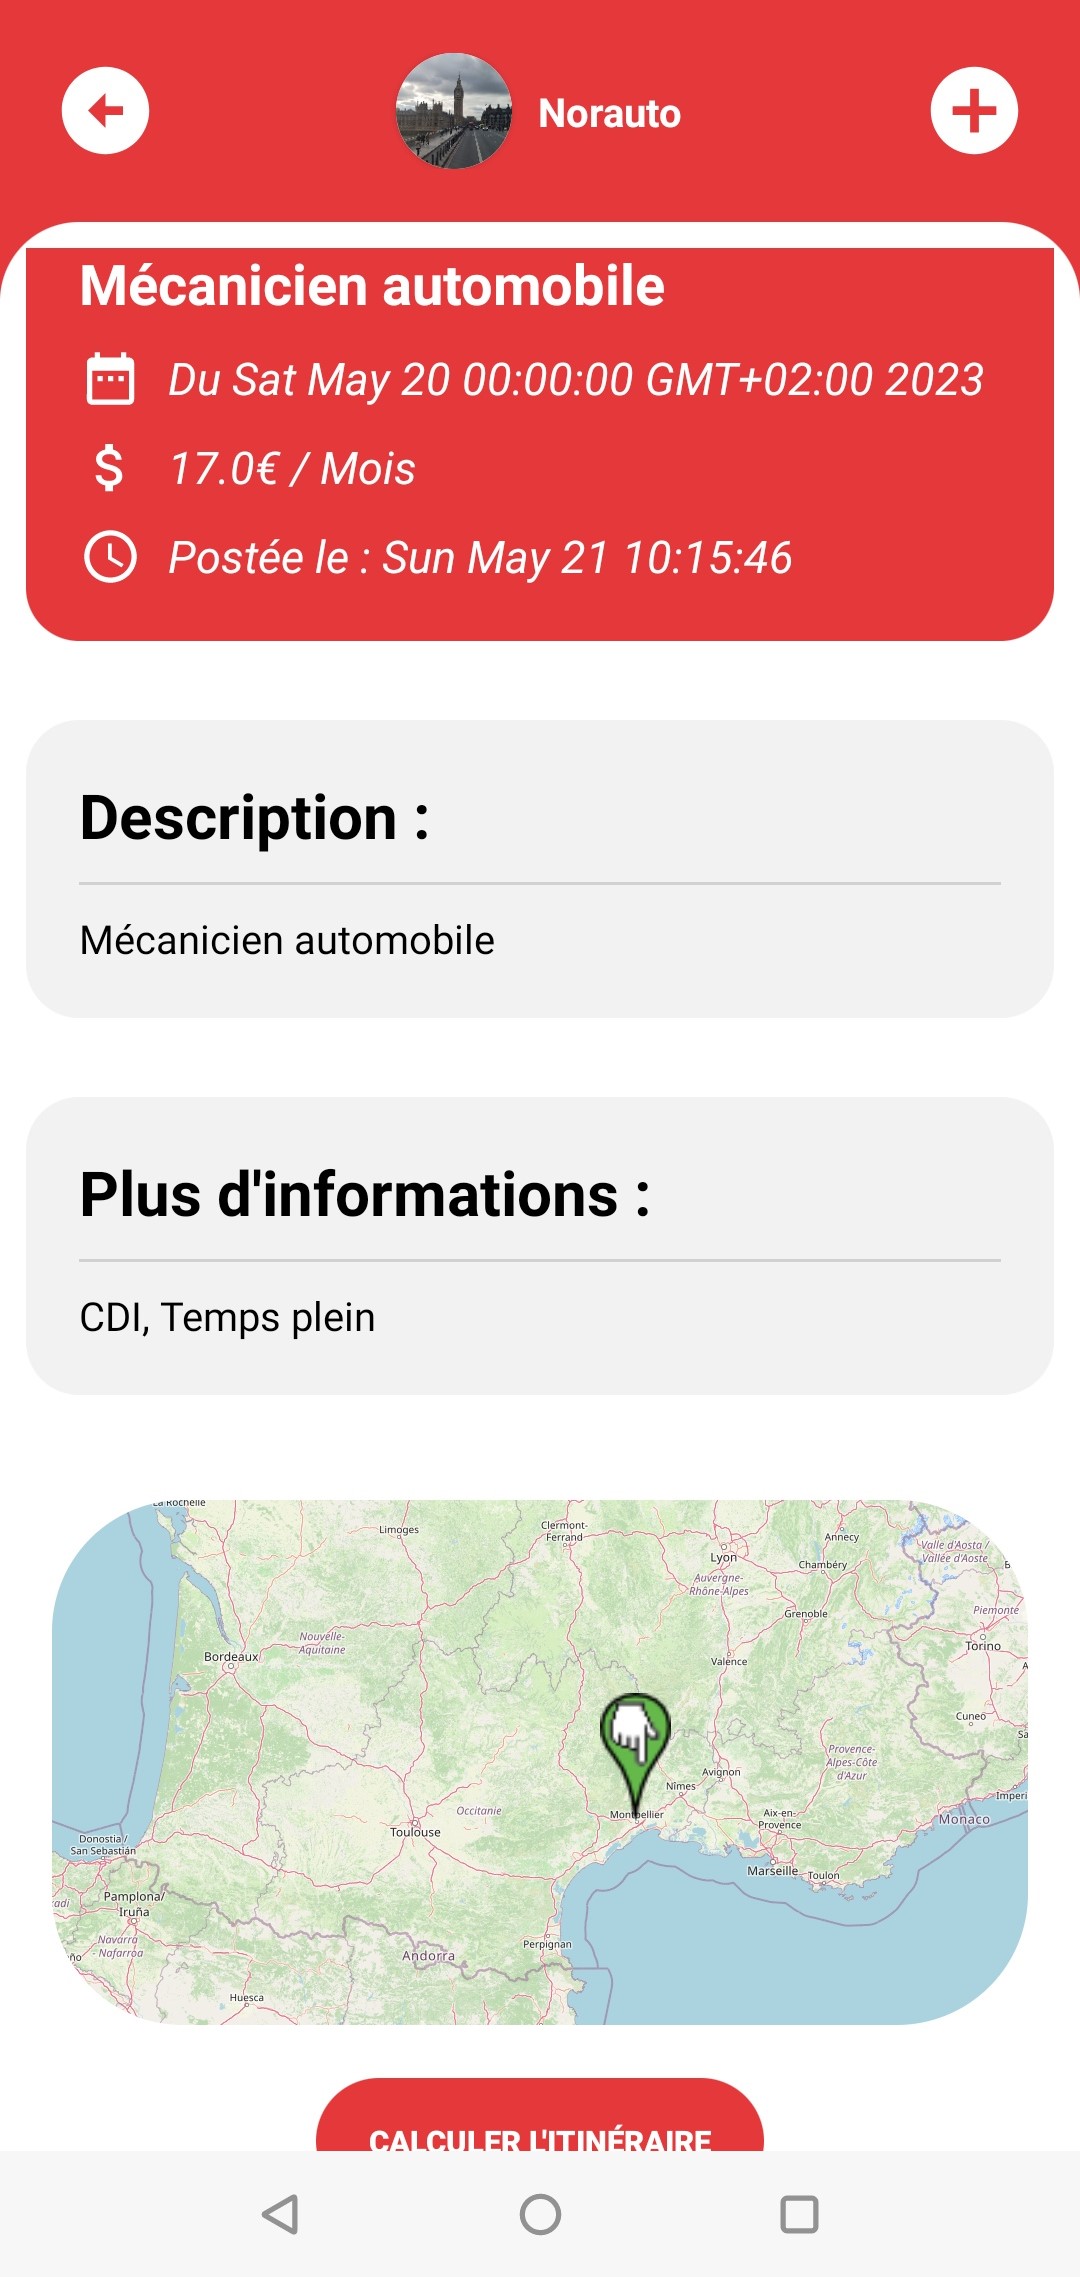 Norauto
Mécanicien automobile
Du Sat May 20 00:00:00 GMT+02:00 2023
17.0€ / Mois
Postée le : Sun May 21 10:15:46
Description :
Mécanicien automobile
Plus d'informations :
CDI, Temps plein
La Rochelle
Limoges
Clermont-
Ferrand
Annecy
Valle d'Aosta /
Vallée d'Aoste
Lyon
Chambéry
Auvergne-
Rhône-Alpes
Piemonte
Grenoble
Nouvelle-
Aquitaine
Torino
Bordeaux
Valence
Cuneo
Provence-
Alpes-Côte
d'Azur
Avignon
Nîmes
Imperi
Occitanie
Montpellier
Aix-en-
Provence
Monaco
Toulouse
Donostia /
San Sebastián
Marseille
Toulon
Pamplona/
Iruña
Navarra
- Nafarroa
Perpignan
Andorra
Huesca
CALCULER L'ITINÉRAIRE